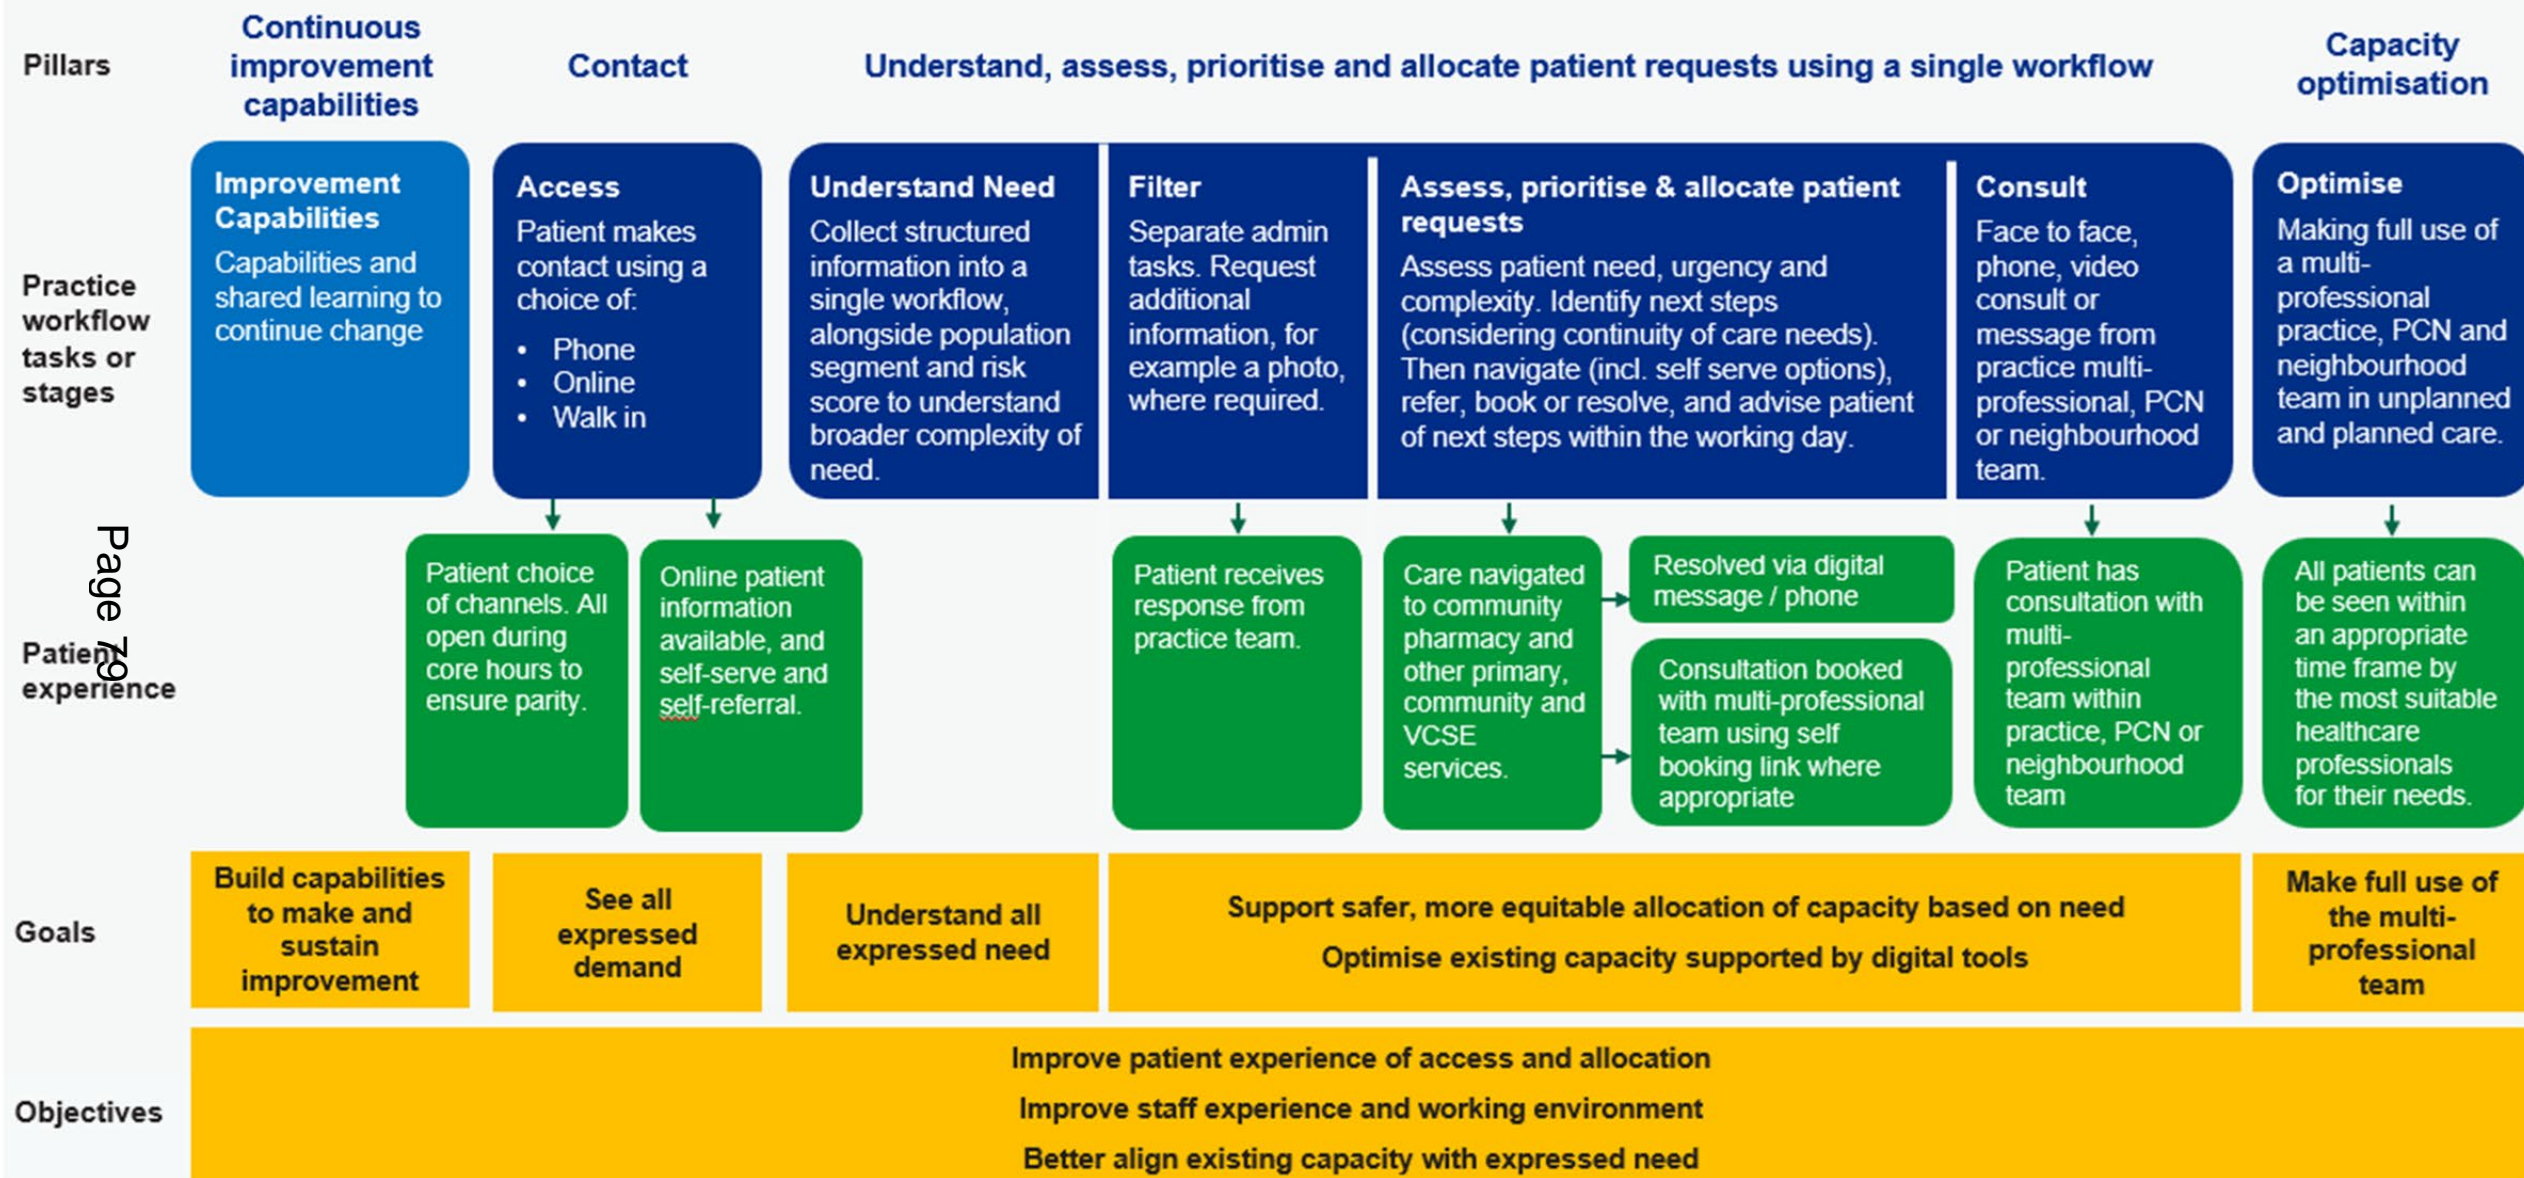 Pillars
Continuous
improvement
capabilities
Contact
Understand, assess, prioritise and allocate patient requests using a single workflow
Capacity
optimisation
Practice
workflow
tasks or
stages
Improvement
Capabilities
Capabilities and
shared learning to
continue change
Access
Patient makes
contact using a
choice of:
• Phone
• Online
• Walk in
Understand Need
Collect structured
information into a
single workflow,
alongside population
segment and risk
score to understand
broader complexity of
need.
Filter
Separate admin
tasks. Request
additional
information, for
example a photo,
where required.
Assess, prioritise & allocate patient
requests
Assess patient need, urgency and
complexity. Identify next steps
(considering continuity of care needs).
Then navigate (incl. self serve options),
refer, book or resolve, and advise patient
of next steps within the working day.
Consult
Face to face,
phone, video
consult or
message from
practice multi-
professional, PCN
or neighbourhood
team.
Optimise
Making full use of
a multi-
professional
practice, PCN and
neighbourhood
team in unplanned
and planned care.
Page 79
Patient
experience
Patient choice
of channels. All
open during
core hours to
ensure parity.
Online patient
information
available, and
self-serve and
self-referral.
Patient receives
response from
practice team.
Care navigated
to community
pharmacy and
other primary,
community and
VCSE
services.
Resolved via digital
message / phone
Consultation booked
with multi-professional
team using self
booking link where
appropriate
Patient has
consultation with
multi-
professional
team within
practice, PCN or
neighbourhood
team
All patients can
be seen within
an appropriate
time frame by
the most suitable
healthcare
professionals
for their needs.
Goals
Build capabilities
to make and
sustain
improvement
See all
expressed
demand
Understand all
expressed need
Support safer, more equitable allocation of capacity based on need
Optimise existing capacity supported by digital tools
Make full use of
the multi-
professional
team
Objectives
Improve patient experience of access and allocation
Improve staff experience and working environment
Better align existing capacity with expressed need